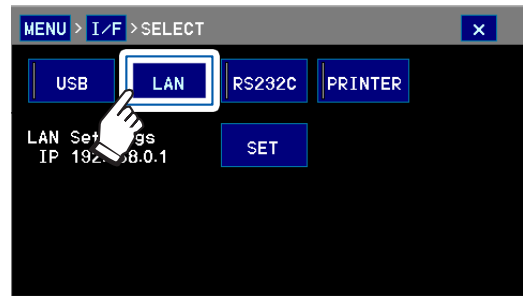 MENU > I/F >SELECT ×
USB LAN RS232C PRINTER
LAN
IP SET